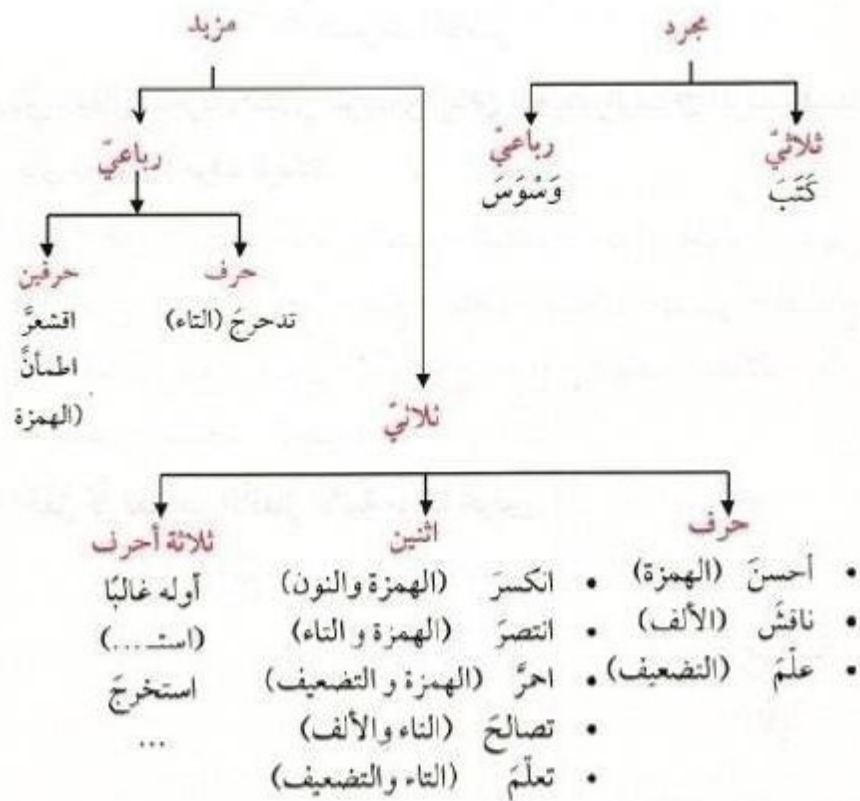 مجرد
مزيد
ثلاثيّ
كَتَبَ
رباعيّ
وَسْوَسَ
رباعيّ
حرف
تدحرجَ (التاء)
حرفين
اقشعرَّ
اطمأنَّ
(الهمزة
ثلاثيّ
حرف
• أحسنَ (الهمزة)
• ناقشَ (الألف)
• علّمَ (التضعيف)
اثنين
• انكسرَ (الهمزة والنون)
• انتصرَ (الهمزة و التاء)
• احمرَّ (الهمزة و التضعيف)
• تصالحَ (التاء والألف)
• تعلّمَ (التاء والتضعيف)
ثلاثة أحرف
أوله غالبًا
(استـ....)
استخرجَ
...